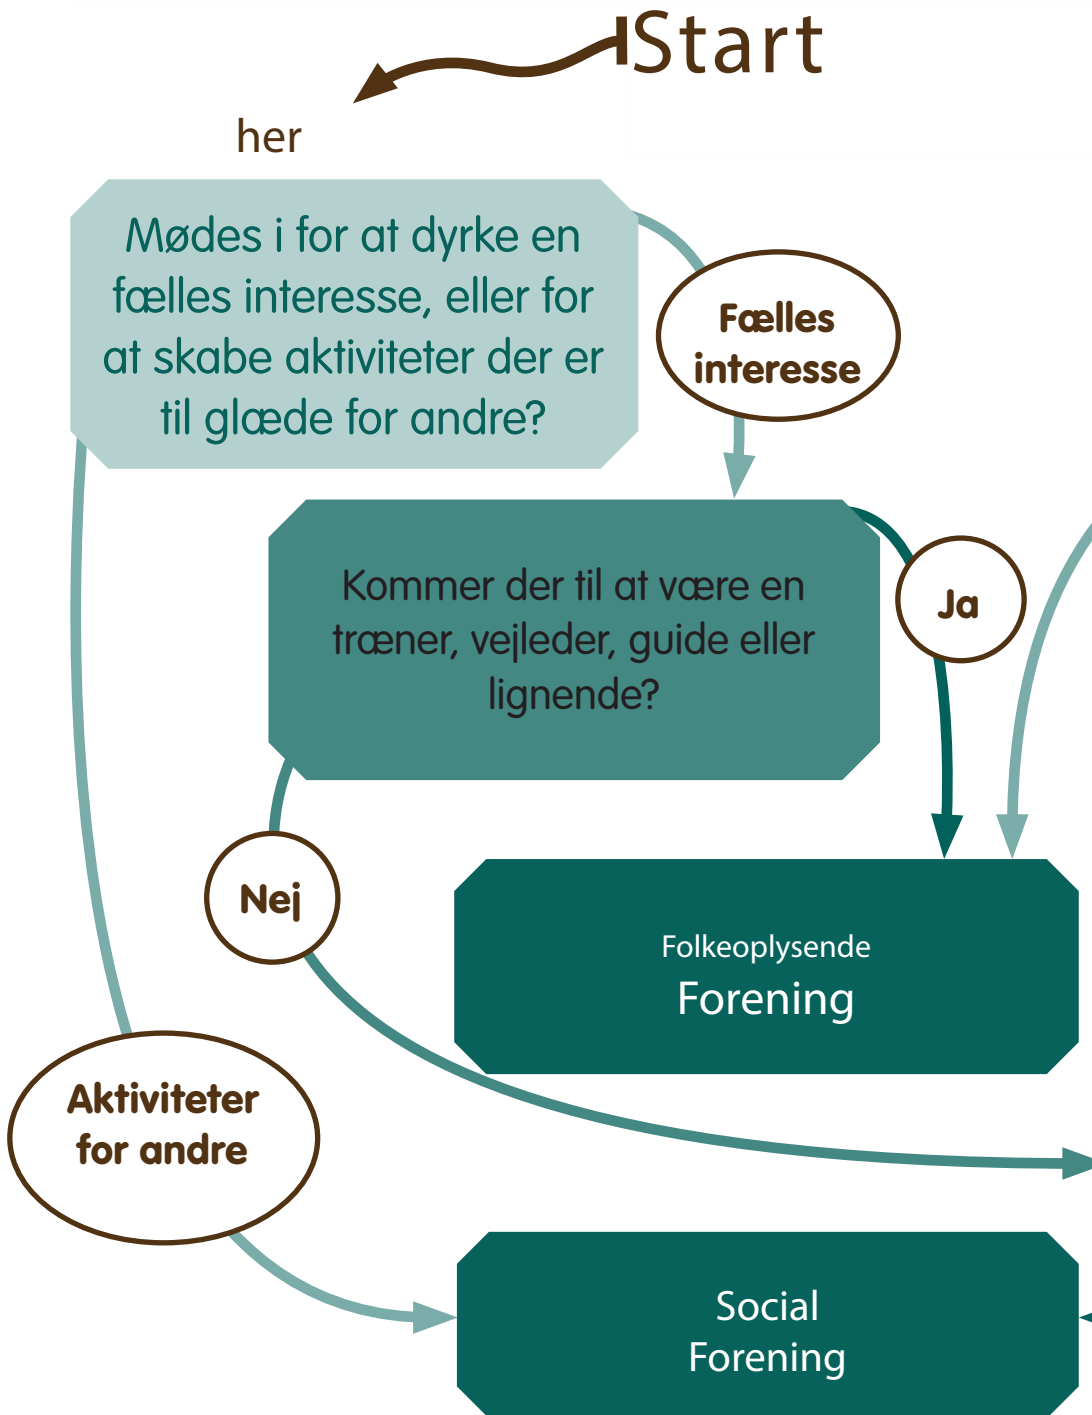 Start
her
Mødes i for at dyrke en
fælles interesse, eller for
at skabe aktiviteter der er
til glæde for andre?
Fælles
interesse
Kommer der til at være en
træner, vejleder, guide eller
lignende?
Ja
Nej
Folkeoplysende
Forening
Aktiviteter
for andre
Social
Forening